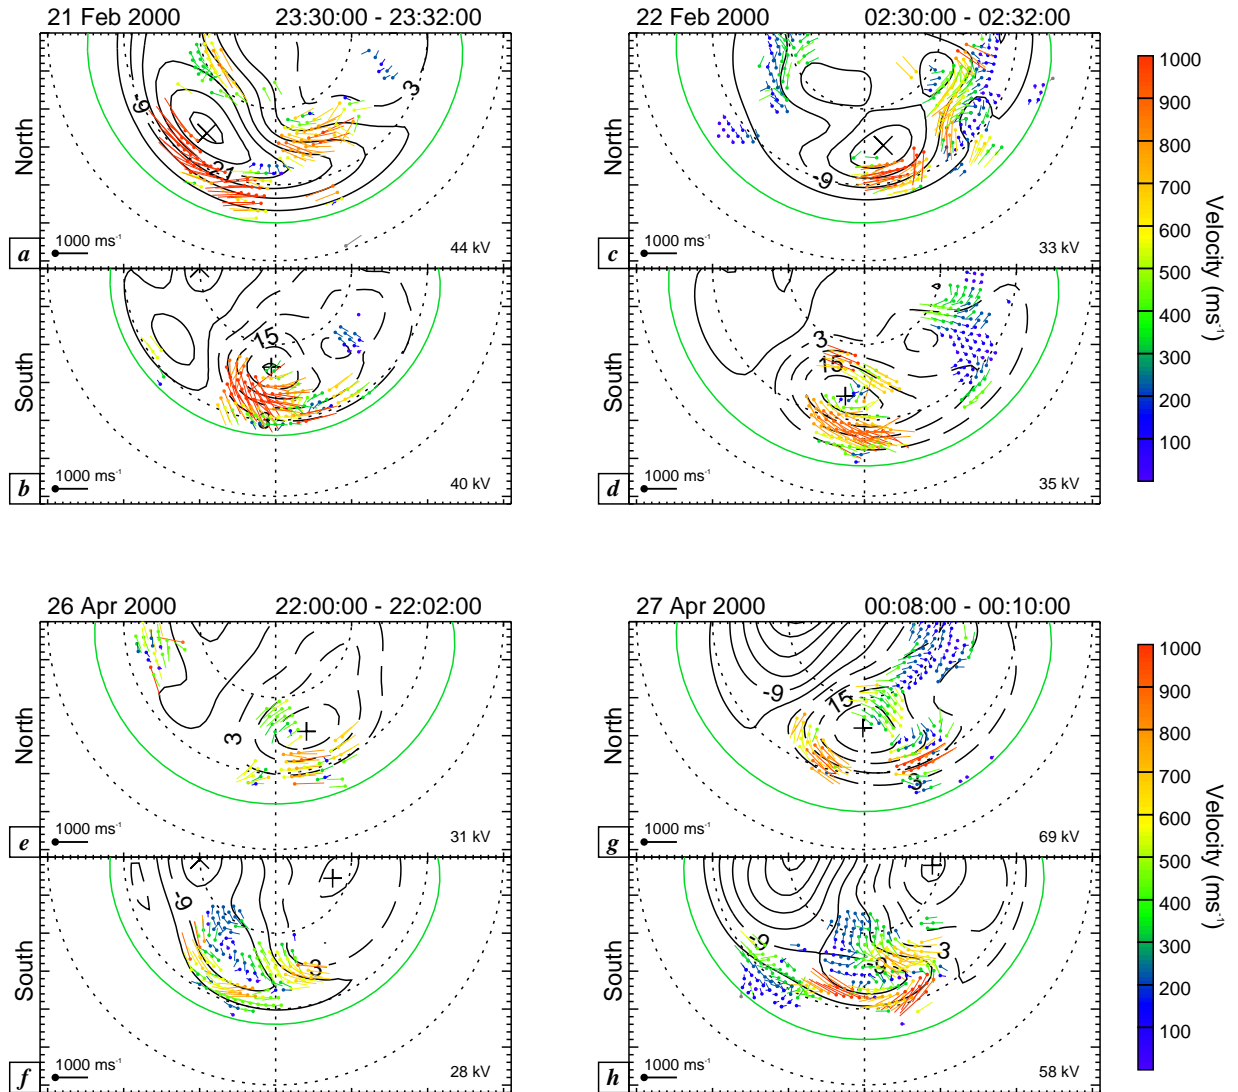 21 Feb 2000 23:30:00 - 23:32:00
22 Feb 2000 02:30:00 - 02:32:00
North
-9
-21
3
a
1000 ms⁻¹
44 kV
North
-9
c
1000 ms⁻¹
33 kV
South
15
b
1000 ms⁻¹
40 kV
South
3
15
d
1000 ms⁻¹
35 kV
1000
900
800
700
600
500
400
300
200
100
Velocity (ms⁻¹)
26 Apr 2000 22:00:00 - 22:02:00
27 Apr 2000 00:08:00 - 00:10:00
North
3
e
1000 ms⁻¹
31 kV
North
-9
15
3
g
1000 ms⁻¹
69 kV
South
-9
3
f
1000 ms⁻¹
28 kV
South
-9
3
h
1000 ms⁻¹
58 kV
1000
900
800
700
600
500
400
300
200
100
Velocity (ms⁻¹)